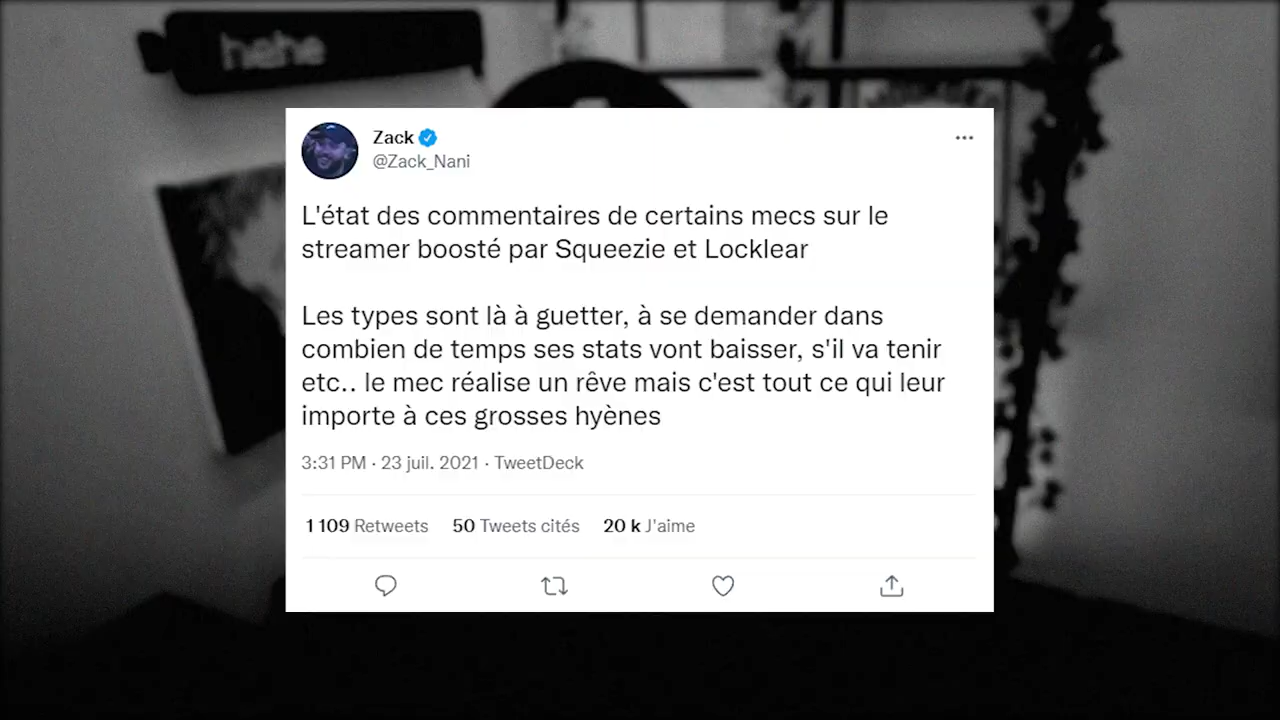 hehe
Zack
@Zack_Nani
L'état des commentaires de certains mecs sur le
streamer boosté par Squeezie et Locklear
Les types sont là à guetter, à se demander dans
combien de temps ses stats vont baisser, s'il va tenir
etc.. le mec réalise un rêve mais c'est tout ce qui leur
importe à ces grosses hyènes
3:31 PM · 23 juil. 2021 · TweetDeck
1 109 Retweets 50 Tweets cités 20 k J'aime